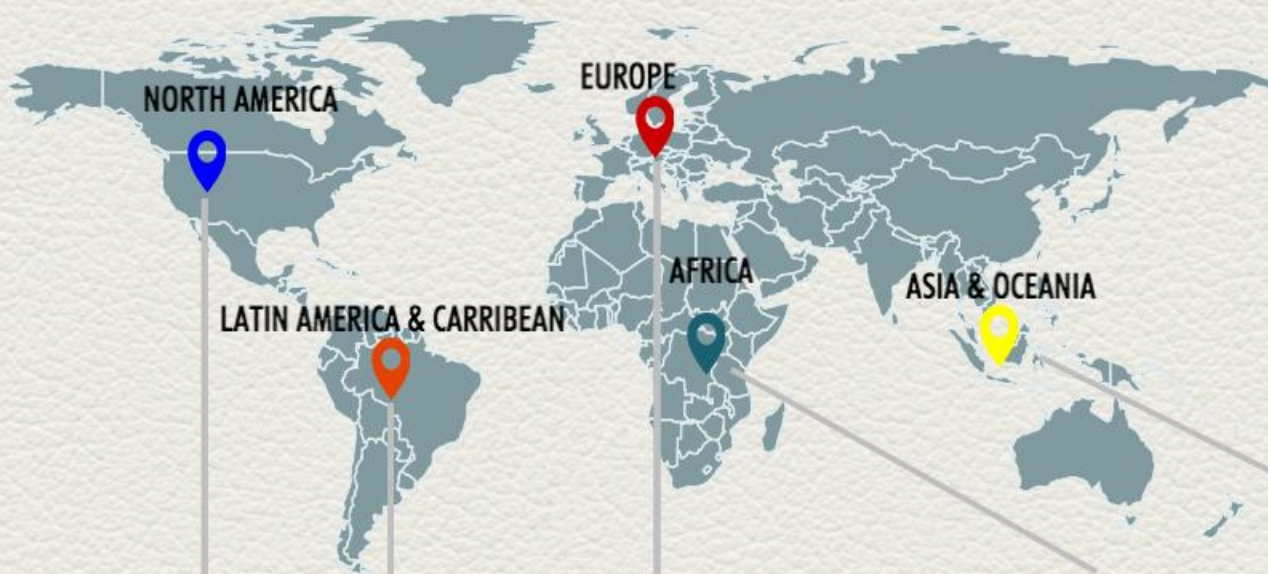 EUROPE
NORTH AMERICA
AFRICA
ASIA & OCEANIA
LATIN AMERICA & CARRIBEAN